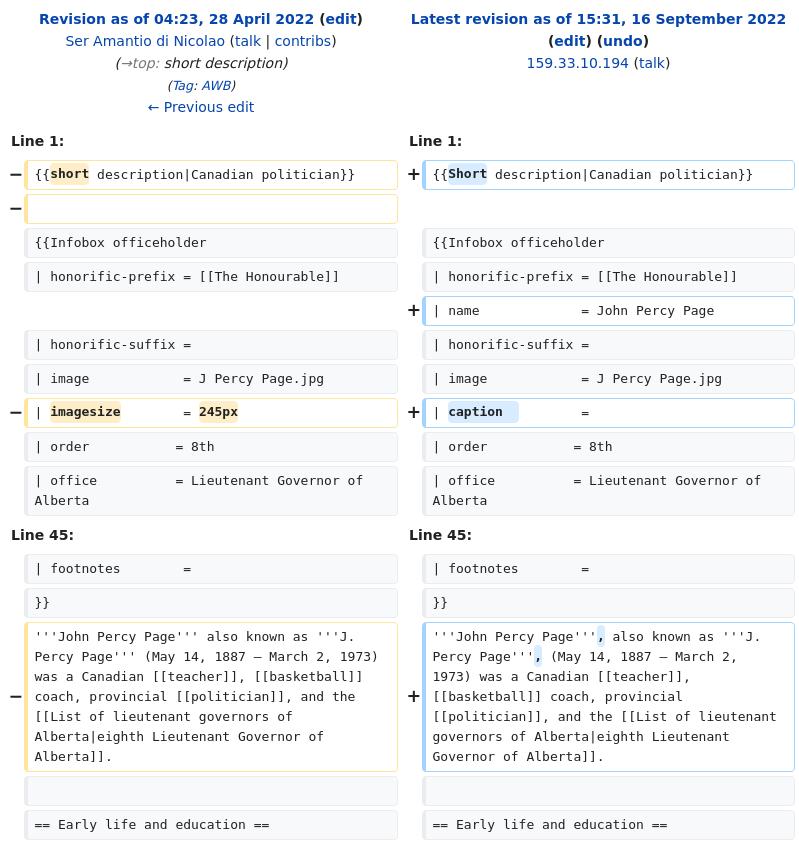 Revision as of 04:23, 28 April 2022 (edit)
Ser Amantio di Nicolao (talk | contribs)
(→top: short description)
(Tag: AWB)
← Previous edit
Latest revision as of 15:31, 16 September 2022
(edit) (undo)
159.33.10.194 (talk)
Line 1:
Line 1:
− {{short description|Canadian politician}}
+ {{Short description|Canadian politician}}
−
{{Infobox officeholder
{{Infobox officeholder
| honorific-prefix = [[The Honourable]]
| honorific-prefix = [[The Honourable]]
+ | name             = John Percy Page
| honorific-suffix =
| honorific-suffix =
| image            = J Percy Page.jpg
| image            = J Percy Page.jpg
− | imagesize        = 245px
+ | caption          =
| order           = 8th
| order           = 8th
| office          = Lieutenant Governor of
Alberta
| office          = Lieutenant Governor of
Alberta
Line 45:
Line 45:
| footnotes        =
| footnotes        =
}}
}}
'''John Percy Page''' also known as '''J.
Percy Page''' (May 14, 1887 – March 2, 1973)
was a Canadian [[teacher]], [[basketball]]
− coach, provincial [[politician]], and the
[[List of lieutenant governors of
Alberta|eighth Lieutenant Governor of
Alberta]].
'''John Percy Page''', also known as '''J.
Percy Page''', (May 14, 1887 – March 2,
1973) was a Canadian [[teacher]],
+ [[basketball]] coach, provincial
[[politician]], and the [[List of lieutenant
governors of Alberta|eighth Lieutenant
Governor of Alberta]].
== Early life and education ==
== Early life and education ==